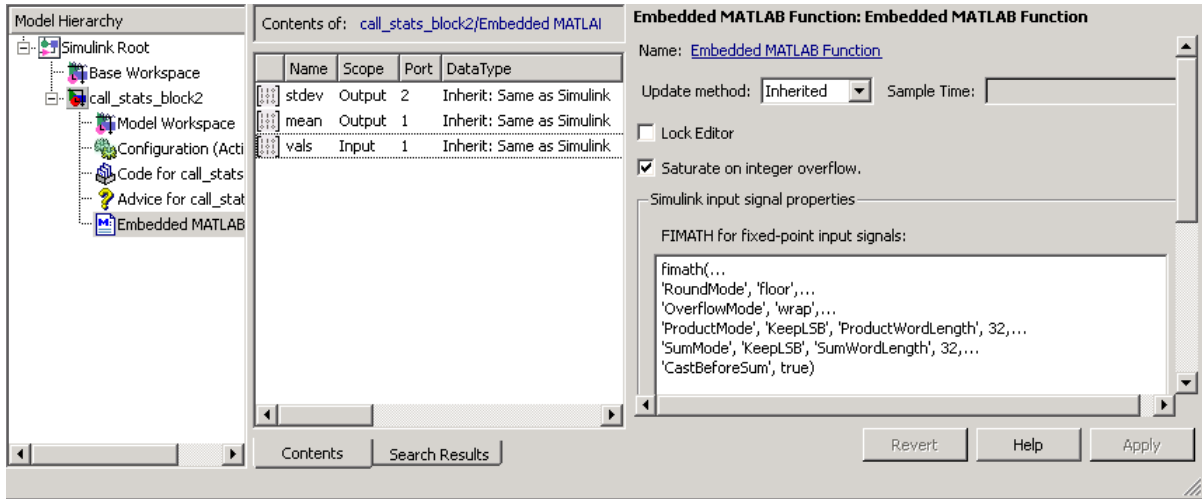 Model Hierarchy
Simulink Root
Base Workspace
call_stats_block2
Model Workspace
Configuration (Acti
Code for call_stats
Advice for call_stat
Embedded MATLAB
Contents of: call_stats_block2/Embedded MATLAI
Name Scope Port DataType
stdev Output 2 Inherit: Same as Simulink
mean Output 1 Inherit: Same as Simulink
vals Input 1 Inherit: Same as Simulink
Contents Search Results
Embedded MATLAB Function: Embedded MATLAB Function
Name: Embedded MATLAB Function
Update method: Inherited Sample Time:
Lock Editor
Saturate on integer overflow.
Simulink input signal properties
FIMATH for fixed-point input signals:
fimath(...
'RoundMode', 'floor',...
'OverflowMode', 'wrap',...
'ProductMode', 'KeepLSB', 'ProductWordLength', 32,...
'SumMode', 'KeepLSB', 'SumWordLength', 32,...
'CastBeforeSum', true)
Revert Help Apply